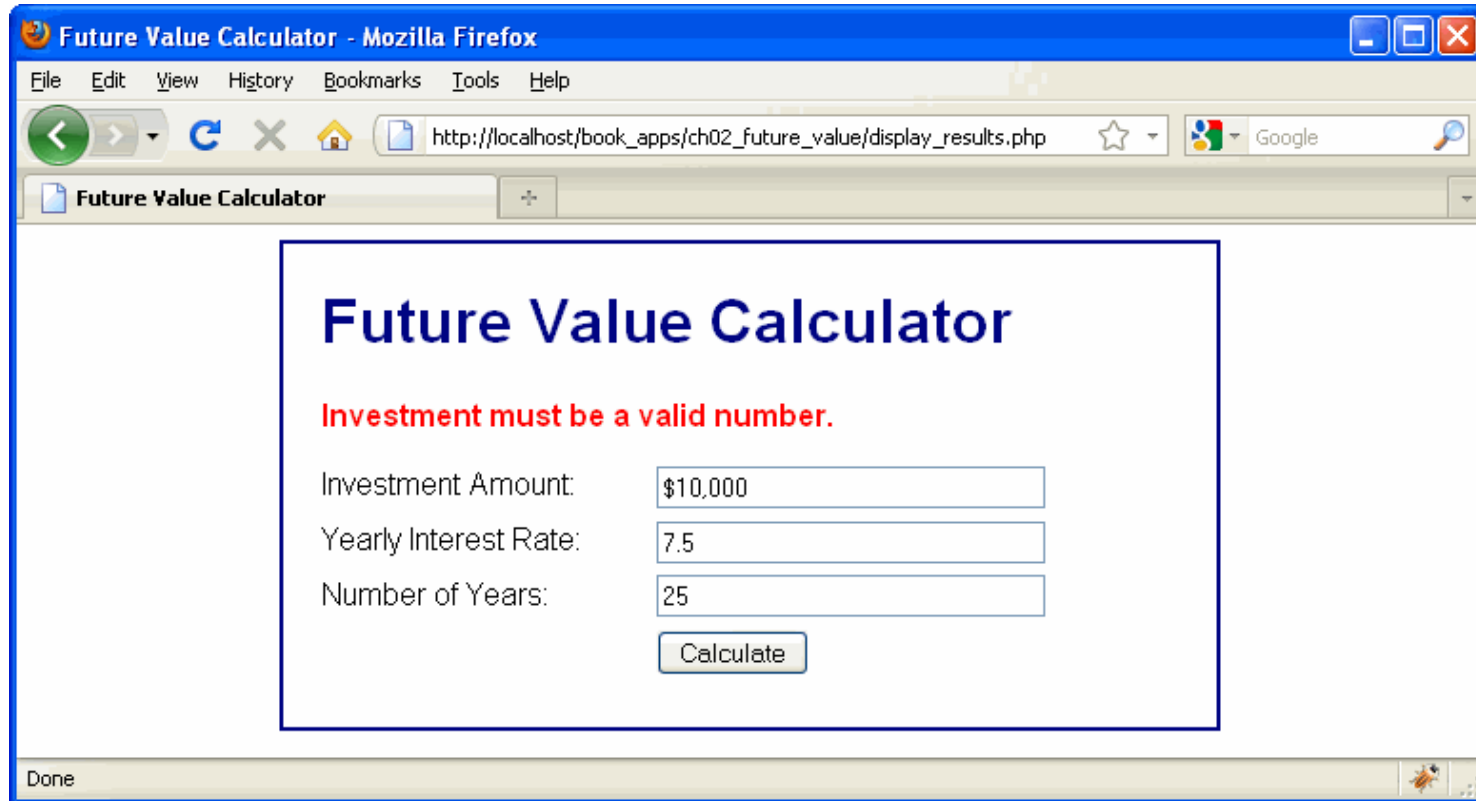 Future Value Calculator - Mozilla Firefox
File Edit View History Bookmarks Tools Help
http://localhost/book_apps/ch02_future_value/display_results.php Google
Future Value Calculator
Future Value Calculator
Investment must be a valid number.
Investment Amount: $10,000
Yearly Interest Rate: 7.5
Number of Years: 25
Calculate
Done